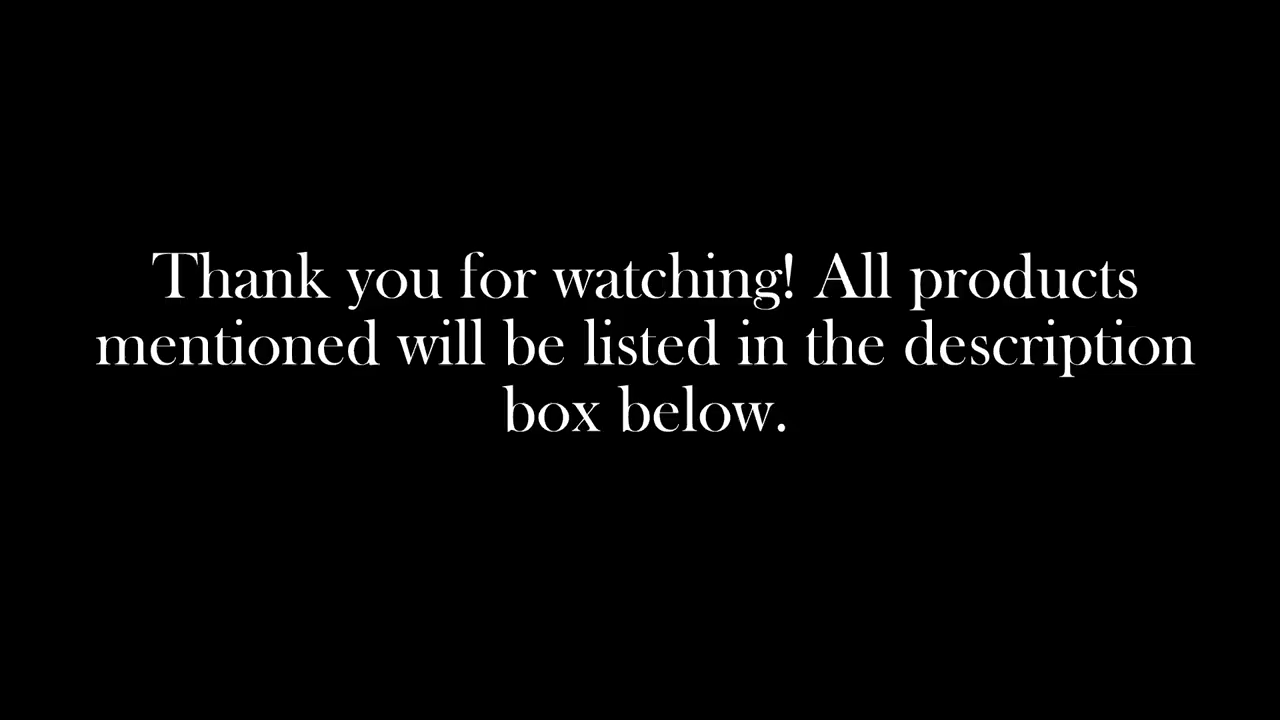 Thank you for watching! All products
mentioned will be listed in the description
box below.